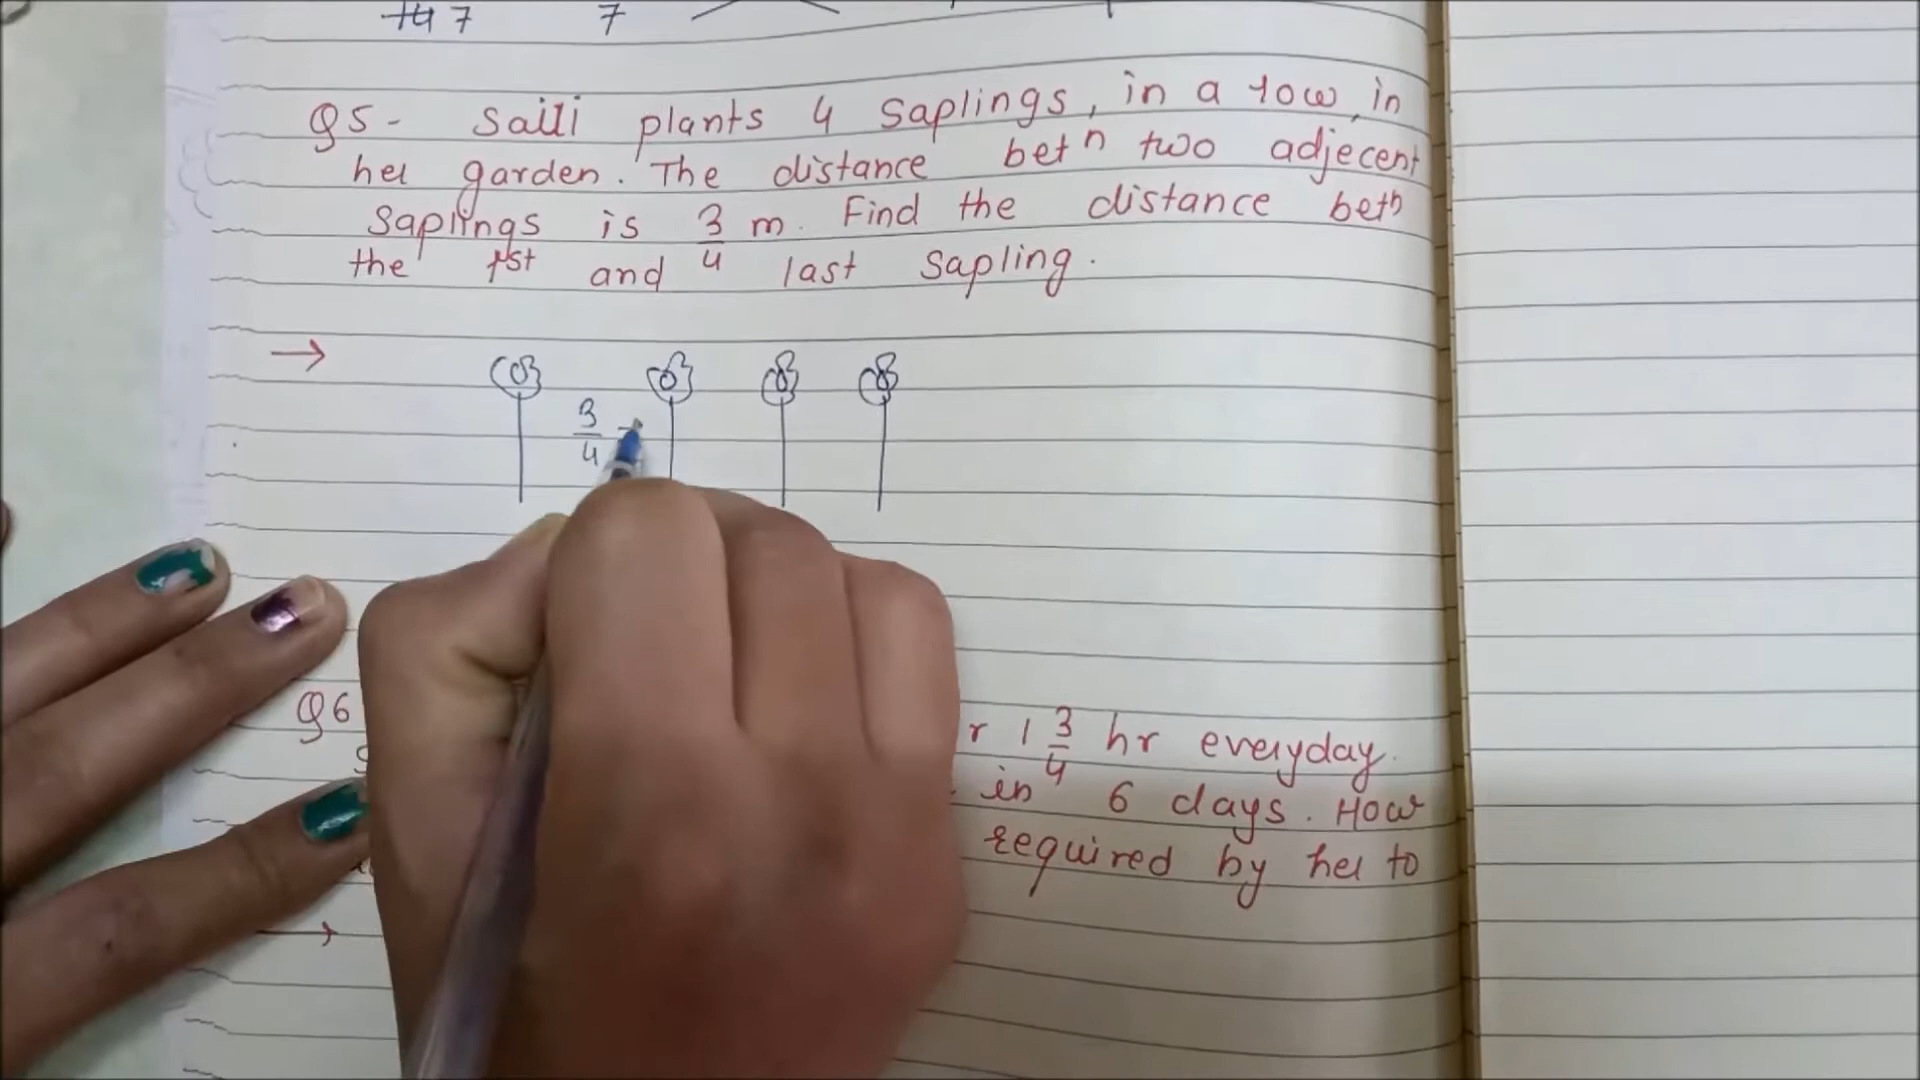 7 7
Q5- Saili plants 4 Saplings, in a row, in
her garden. The distance betn two adjecent
Saplings is 3/4 m. Find the distance betn
the 1st and last Sapling.
→
3/4
Q6 r 1 3/4 hr everyday.
in 6 days. How
required by her to
→